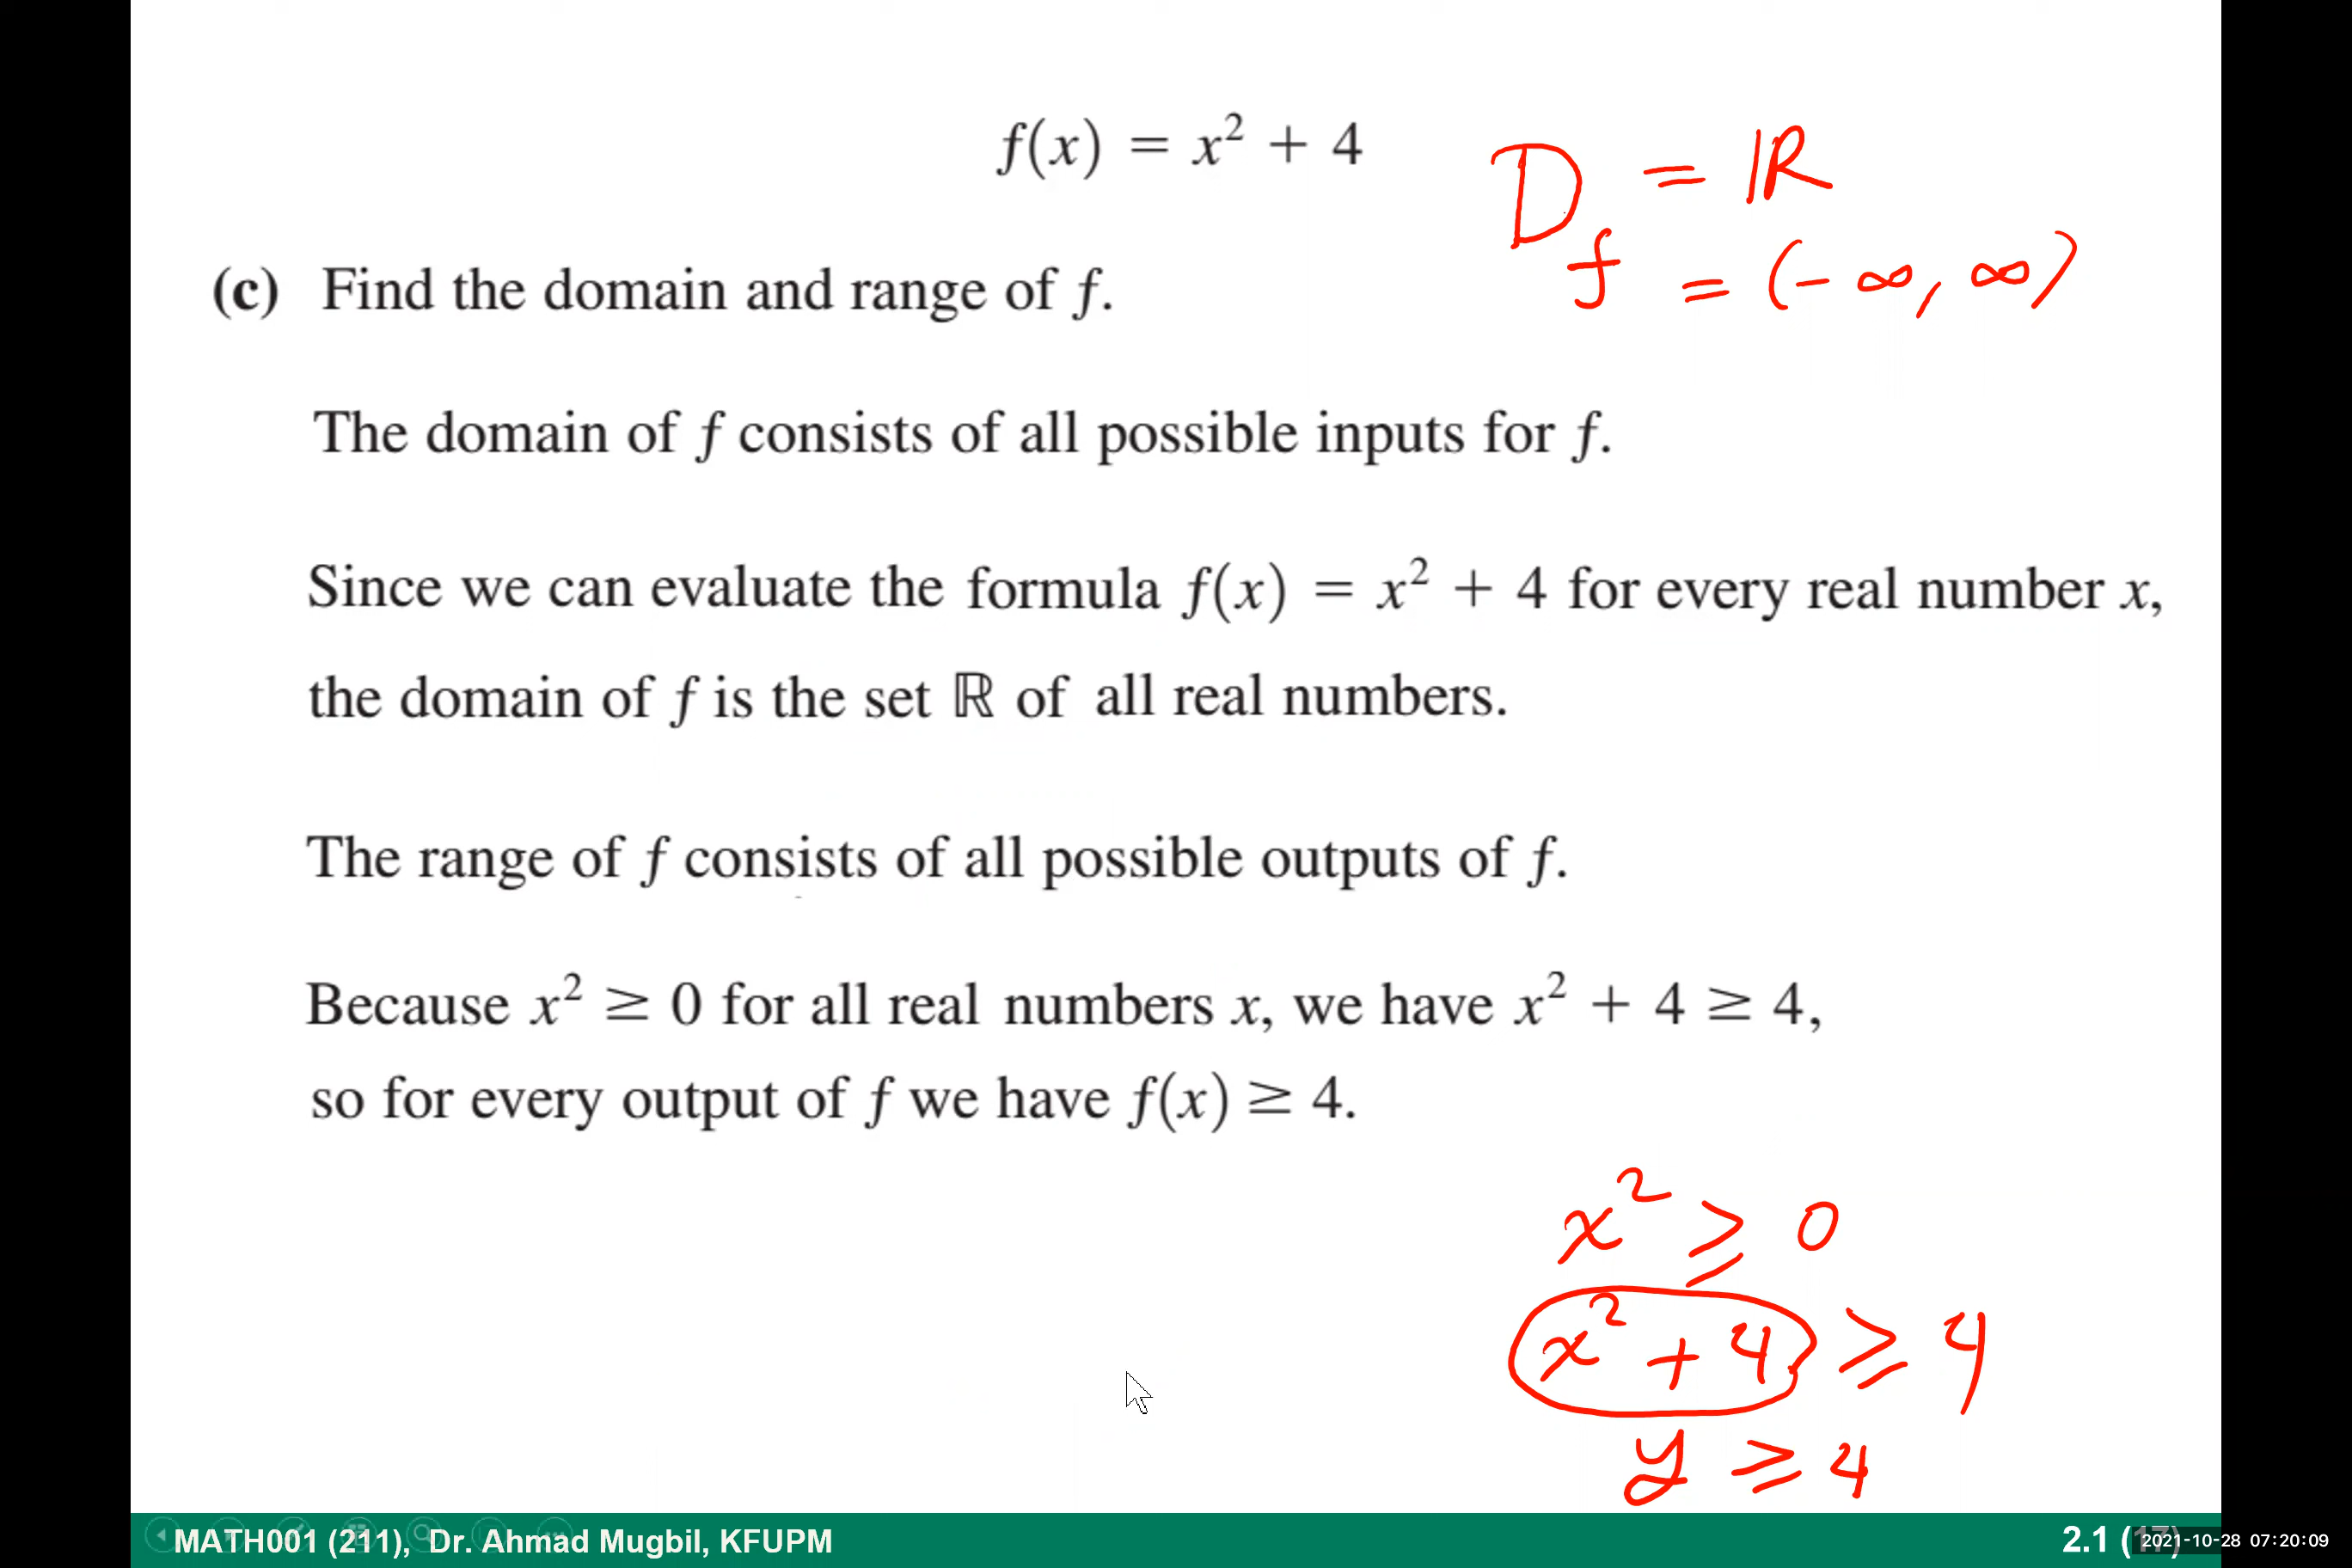 f(x) = x² + 4
D_f = ℝ
= (-∞, ∞)
(c) Find the domain and range of f.
The domain of f consists of all possible inputs for f.
Since we can evaluate the formula f(x) = x² + 4 for every real number x,
the domain of f is the set ℝ of all real numbers.
The range of f consists of all possible outputs of f.
Because x² ≥ 0 for all real numbers x, we have x² + 4 ≥ 4,
so for every output of f we have f(x) ≥ 4.
x² ≥ 0
x² + 4 ≥ 4
y ≥ 4
MATH001 (211), Dr. Ahmad Mugbil, KFUPM
2.1 (17)
2021-10-28 07:20:09